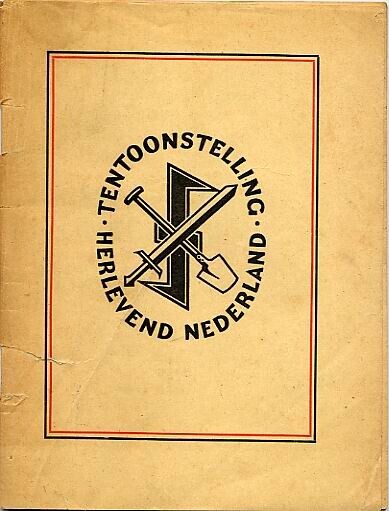 · TENTOONSTELLING ·
HERLEVEND NEDERLAND